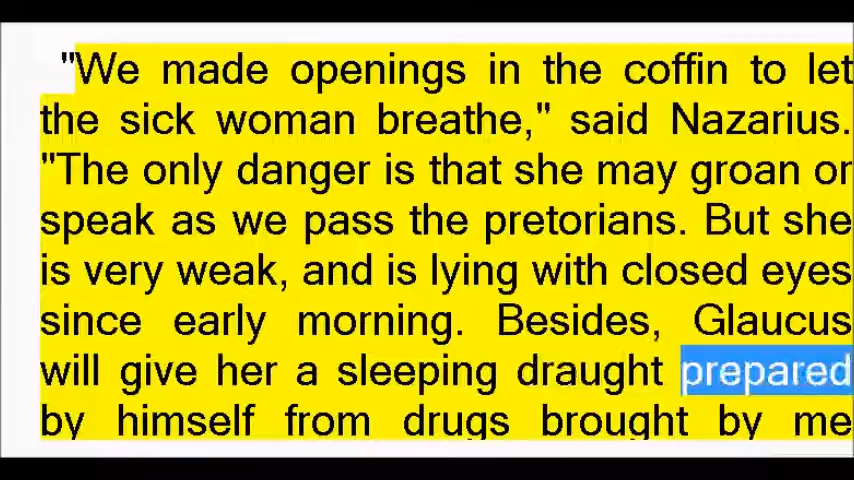 "We made openings in the coffin to let
the sick woman breathe," said Nazarius.
"The only danger is that she may groan or
speak as we pass the pretorians. But she
is very weak, and is lying with closed eyes
since early morning. Besides, Glaucus
will give her a sleeping draught prepared
by himself from drugs brought by me